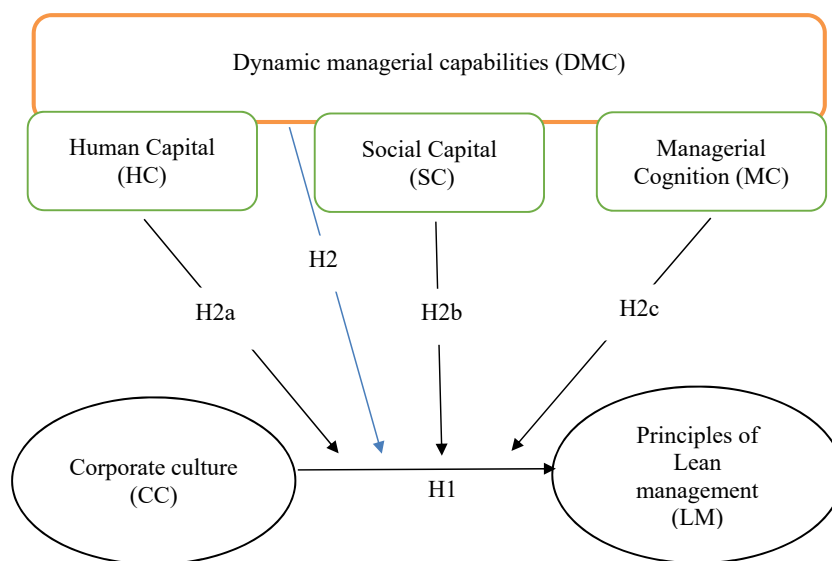 Dynamic managerial capabilities (DMC)
Human Capital
(HC)
Social Capital
(SC)
Managerial
Cognition (MC)
H2
H2a
H2b
H2c
Corporate culture
(CC)
H1
Principles of
Lean
management
(LM)